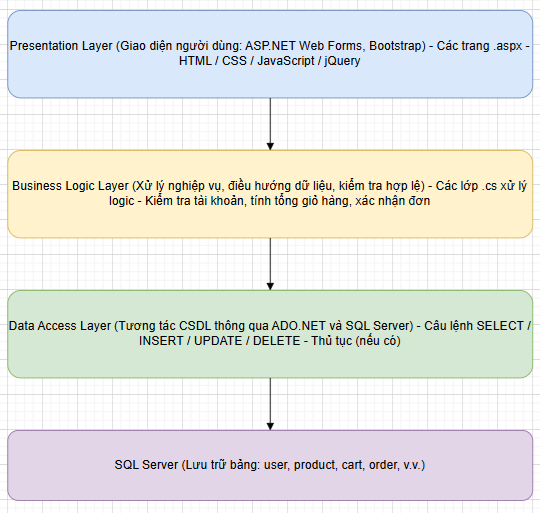 Presentation Layer (Giao diện người dùng: ASP.NET Web Forms, Bootstrap) - Các trang .aspx -
HTML / CSS / JavaScript / jQuery
Business Logic Layer (Xử lý nghiệp vụ, điều hướng dữ liệu, kiểm tra hợp lệ) - Các lớp .cs xử lý
logic - Kiểm tra tài khoản, tính tổng giỏ hàng, xác nhận đơn
Data Access Layer (Tương tác CSDL thông qua ADO.NET và SQL Server) - Câu lệnh SELECT /
INSERT / UPDATE / DELETE - Thủ tục (nếu có)
SQL Server (Lưu trữ bảng: user, product, cart, order, v.v.)